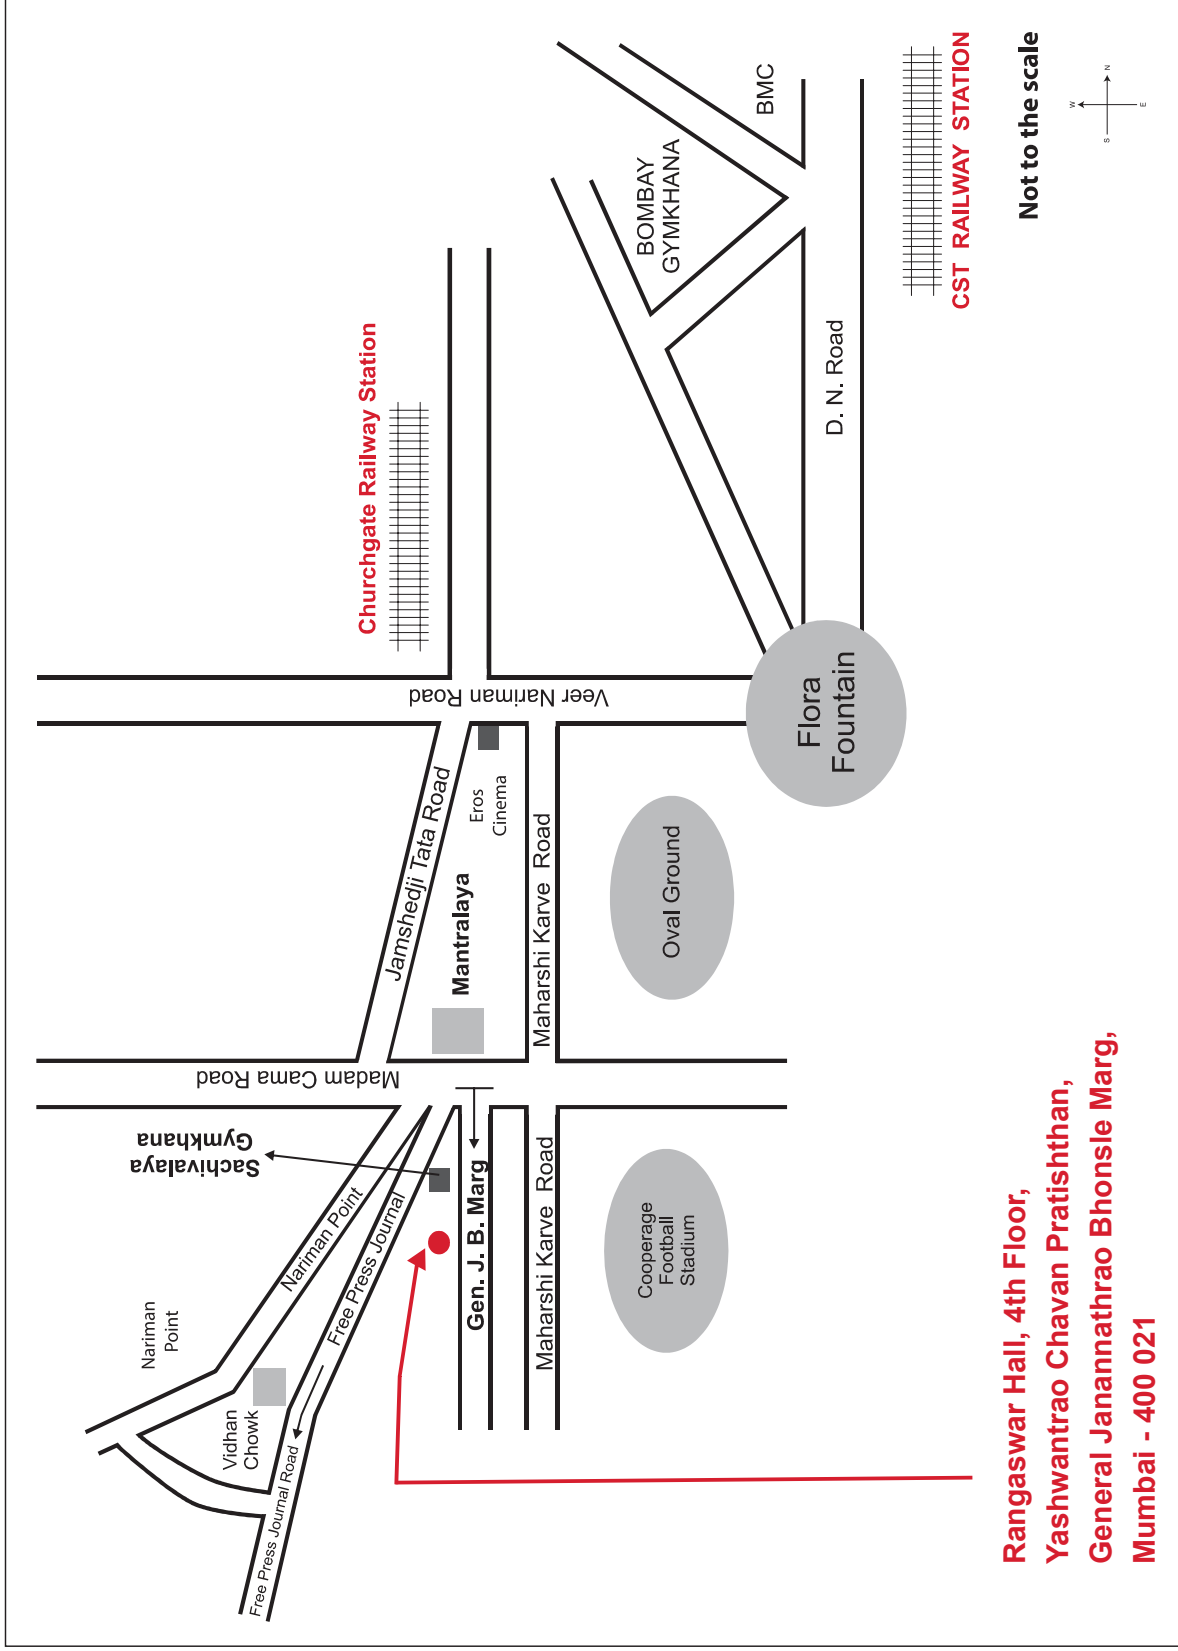 Churchgate Railway Station
BOMBAY
GYMKHANA
BMC
D. N. Road
CST RAILWAY STATION
Not to the scale
W
N
S
E
Veer Nariman Road
Flora
Fountain
Jamshedji Tata Road
Eros
Cinema
Mantralaya
Maharshi Karve Road
Oval Ground
Madam Cama Road
Sachivalaya
Gymkhana
Nariman Point
Free Press Journal
Gen. J. B. Marg
Maharshi Karve Road
Cooperage
Football
Stadium
Nariman
Point
Vidhan
Chowk
Free Press Journal Road
Rangaswar Hall, 4th Floor,
Yashwantrao Chavan Pratishthan,
General Janannathrao Bhonsle Marg,
Mumbai - 400 021